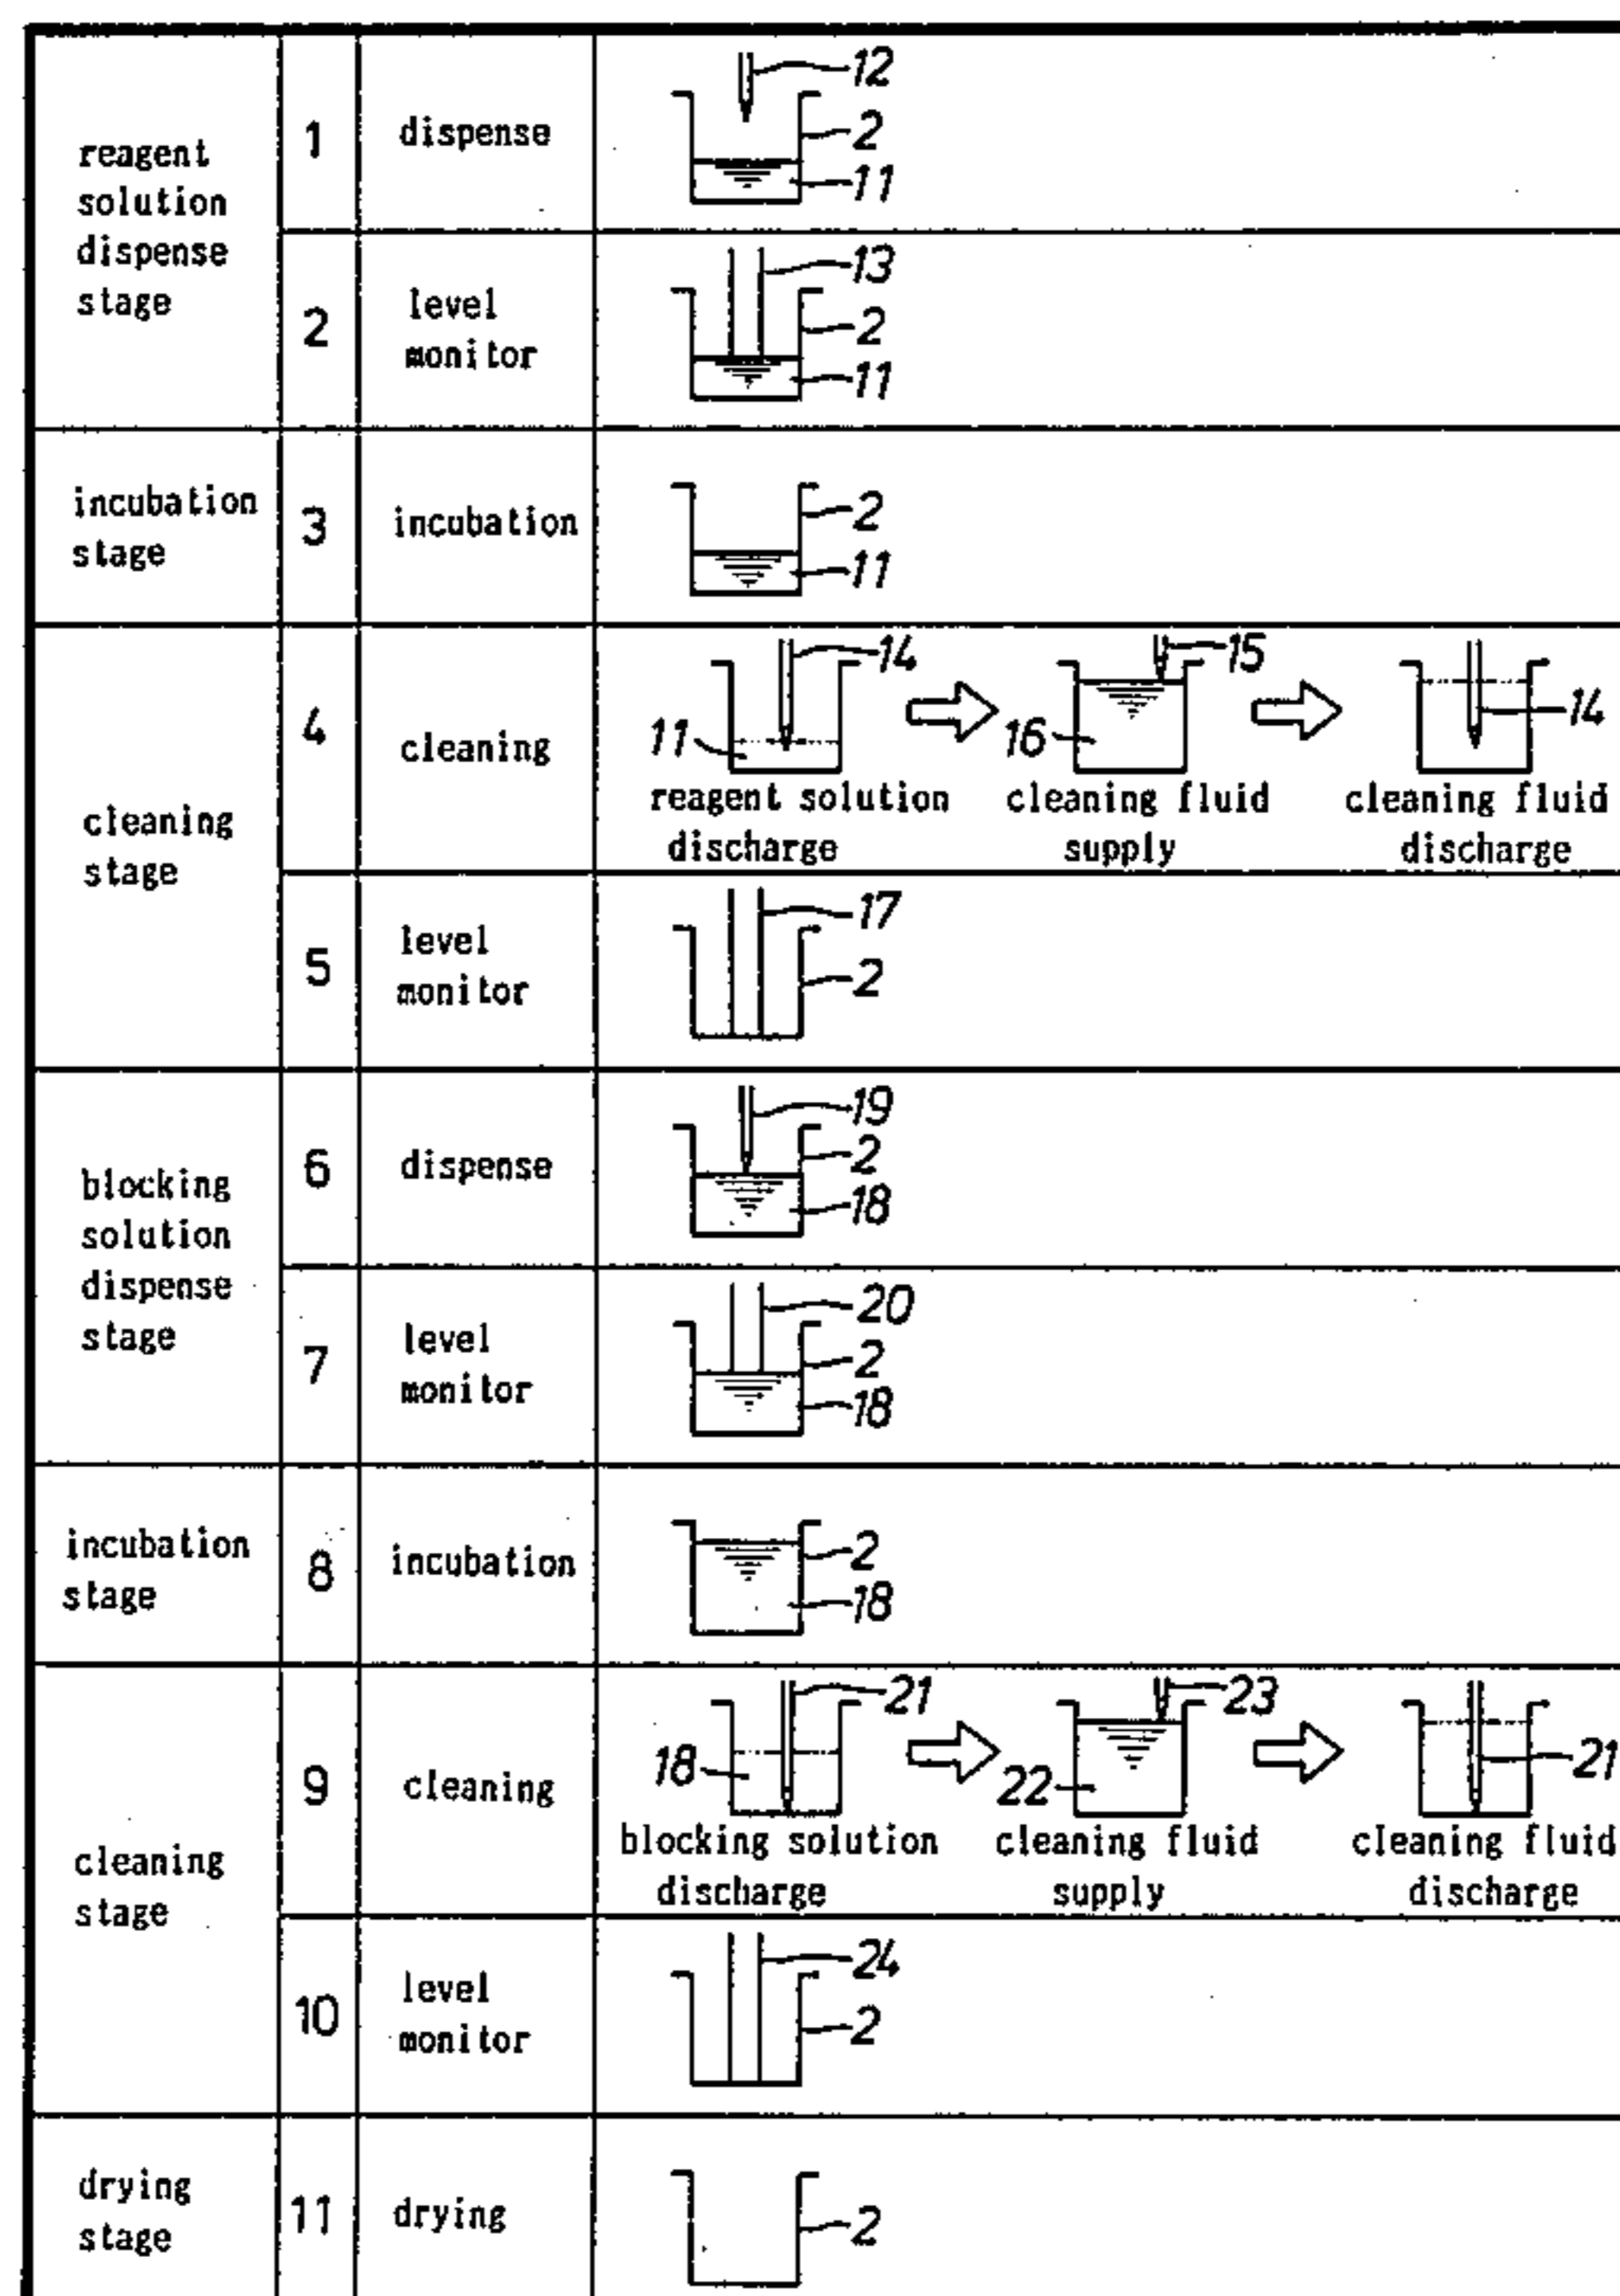 reagent
solution
dispense
stage
1
dispense
12
2
11
2
level
monitor
13
2
11
incubation
stage
3
incubation
2
11
cleaning
stage
4
cleaning
14
11
reagent solution
discharge
15
16
cleaning fluid
supply
14
cleaning fluid
discharge
5
level
monitor
17
2
blocking
solution
dispense
stage
6
dispense
19
2
18
7
level
monitor
20
2
18
incubation
stage
8
incubation
2
18
cleaning
stage
9
cleaning
21
18
blocking solution
discharge
23
22
cleaning fluid
supply
21
cleaning fluid
discharge
10
level
monitor
24
2
drying
stage
11
drying
2